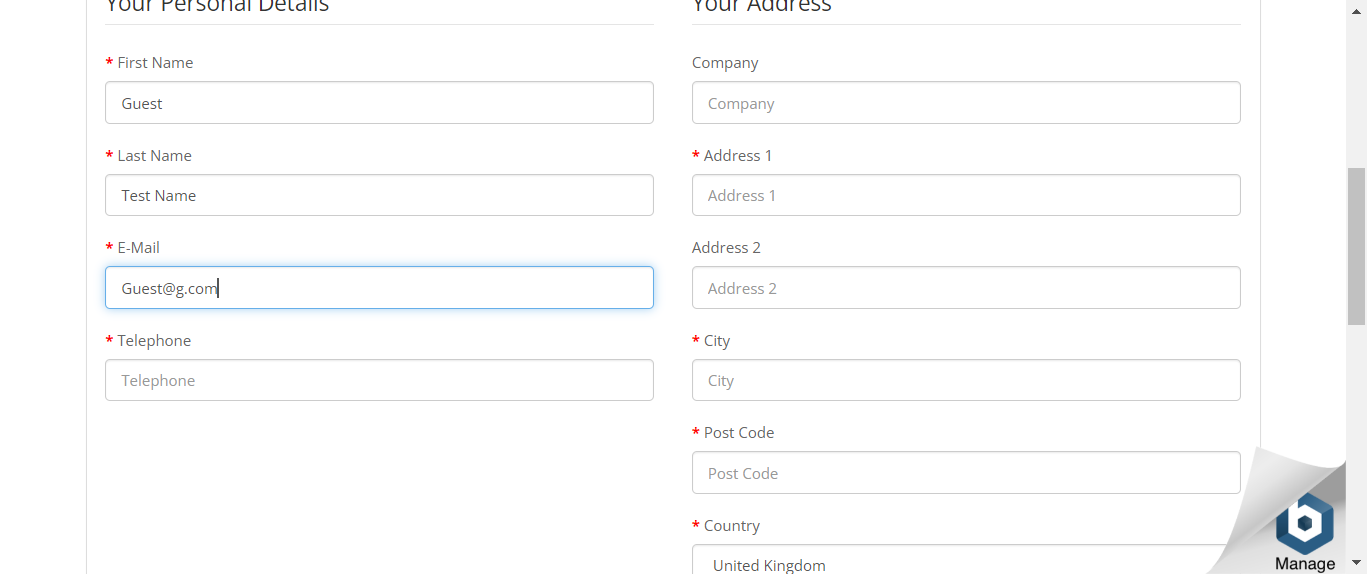 Your Personal Details
* First Name
Guest
* Last Name
Test Name
* E-Mail
Guest@g.com
* Telephone
Telephone
Your Address
Company
Company
* Address 1
Address 1
Address 2
Address 2
* City
City
* Post Code
Post Code
* Country
United Kingdom
Manage